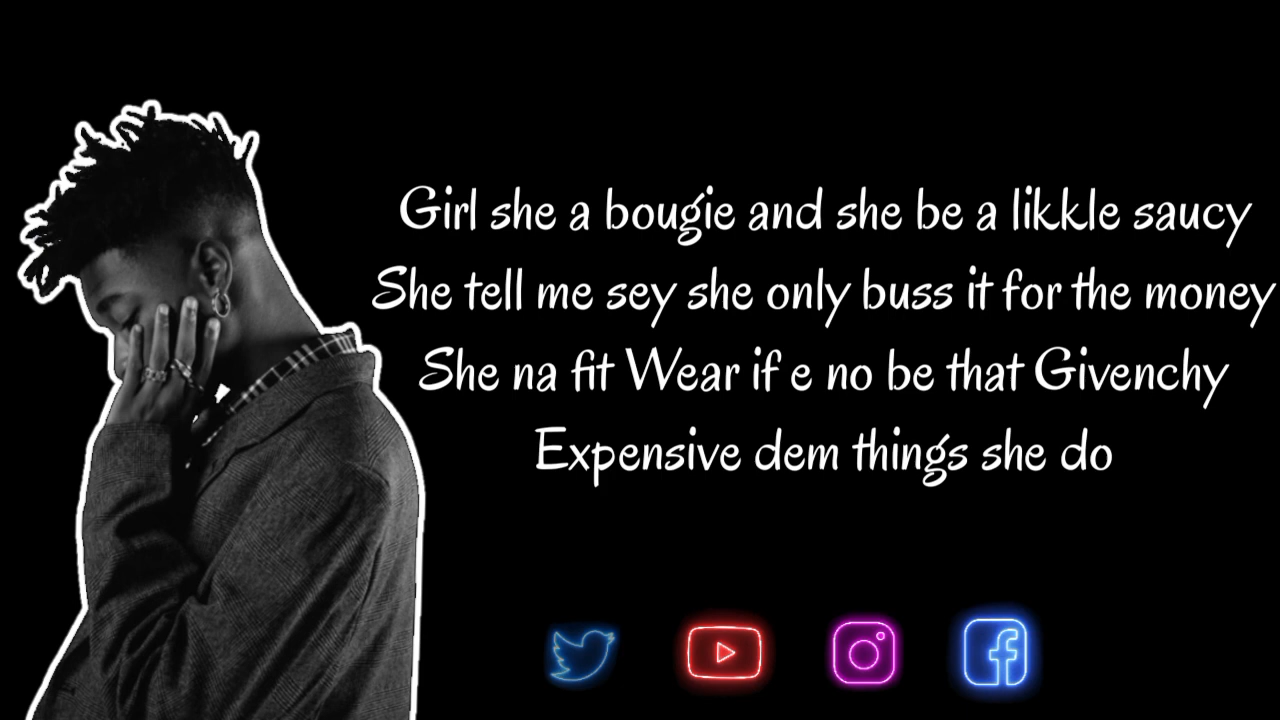 Girl she a bougie and she be a likkle saucy
She tell me sey she only buss it for the money
She na fit Wear if e no be that Givenchy
Expensive dem things she do